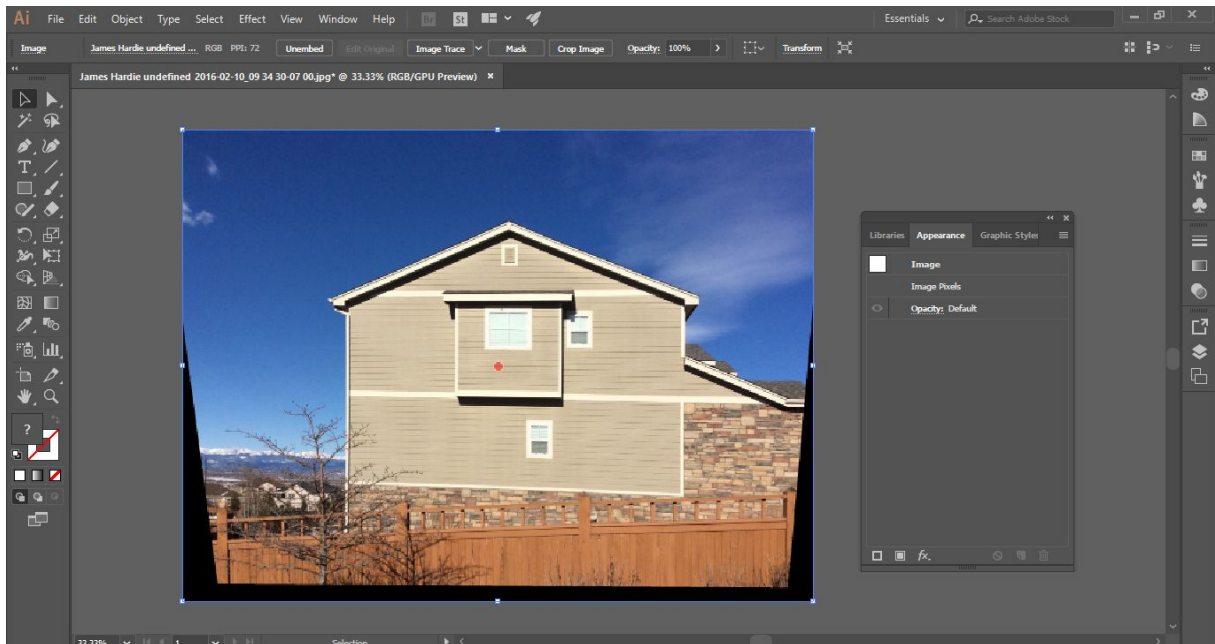 Ai File Edit Object Type Select Effect View Window Help Br St Essentials Search Adobe Stock
Image James Hardie undefined ... RGB PPI: 72 Unembed Edit Original Image Trace Mask Crop Image Opacity: 100% Transform
James Hardie undefined 2016-02-10_09 34 30-07 00.jpg* @ 33.33% (RGB/GPU Preview) ×
Libraries Appearance Graphic Styles
Image
Image Pixels
Opacity: Default
fx.
?
33.33% 1 Selection